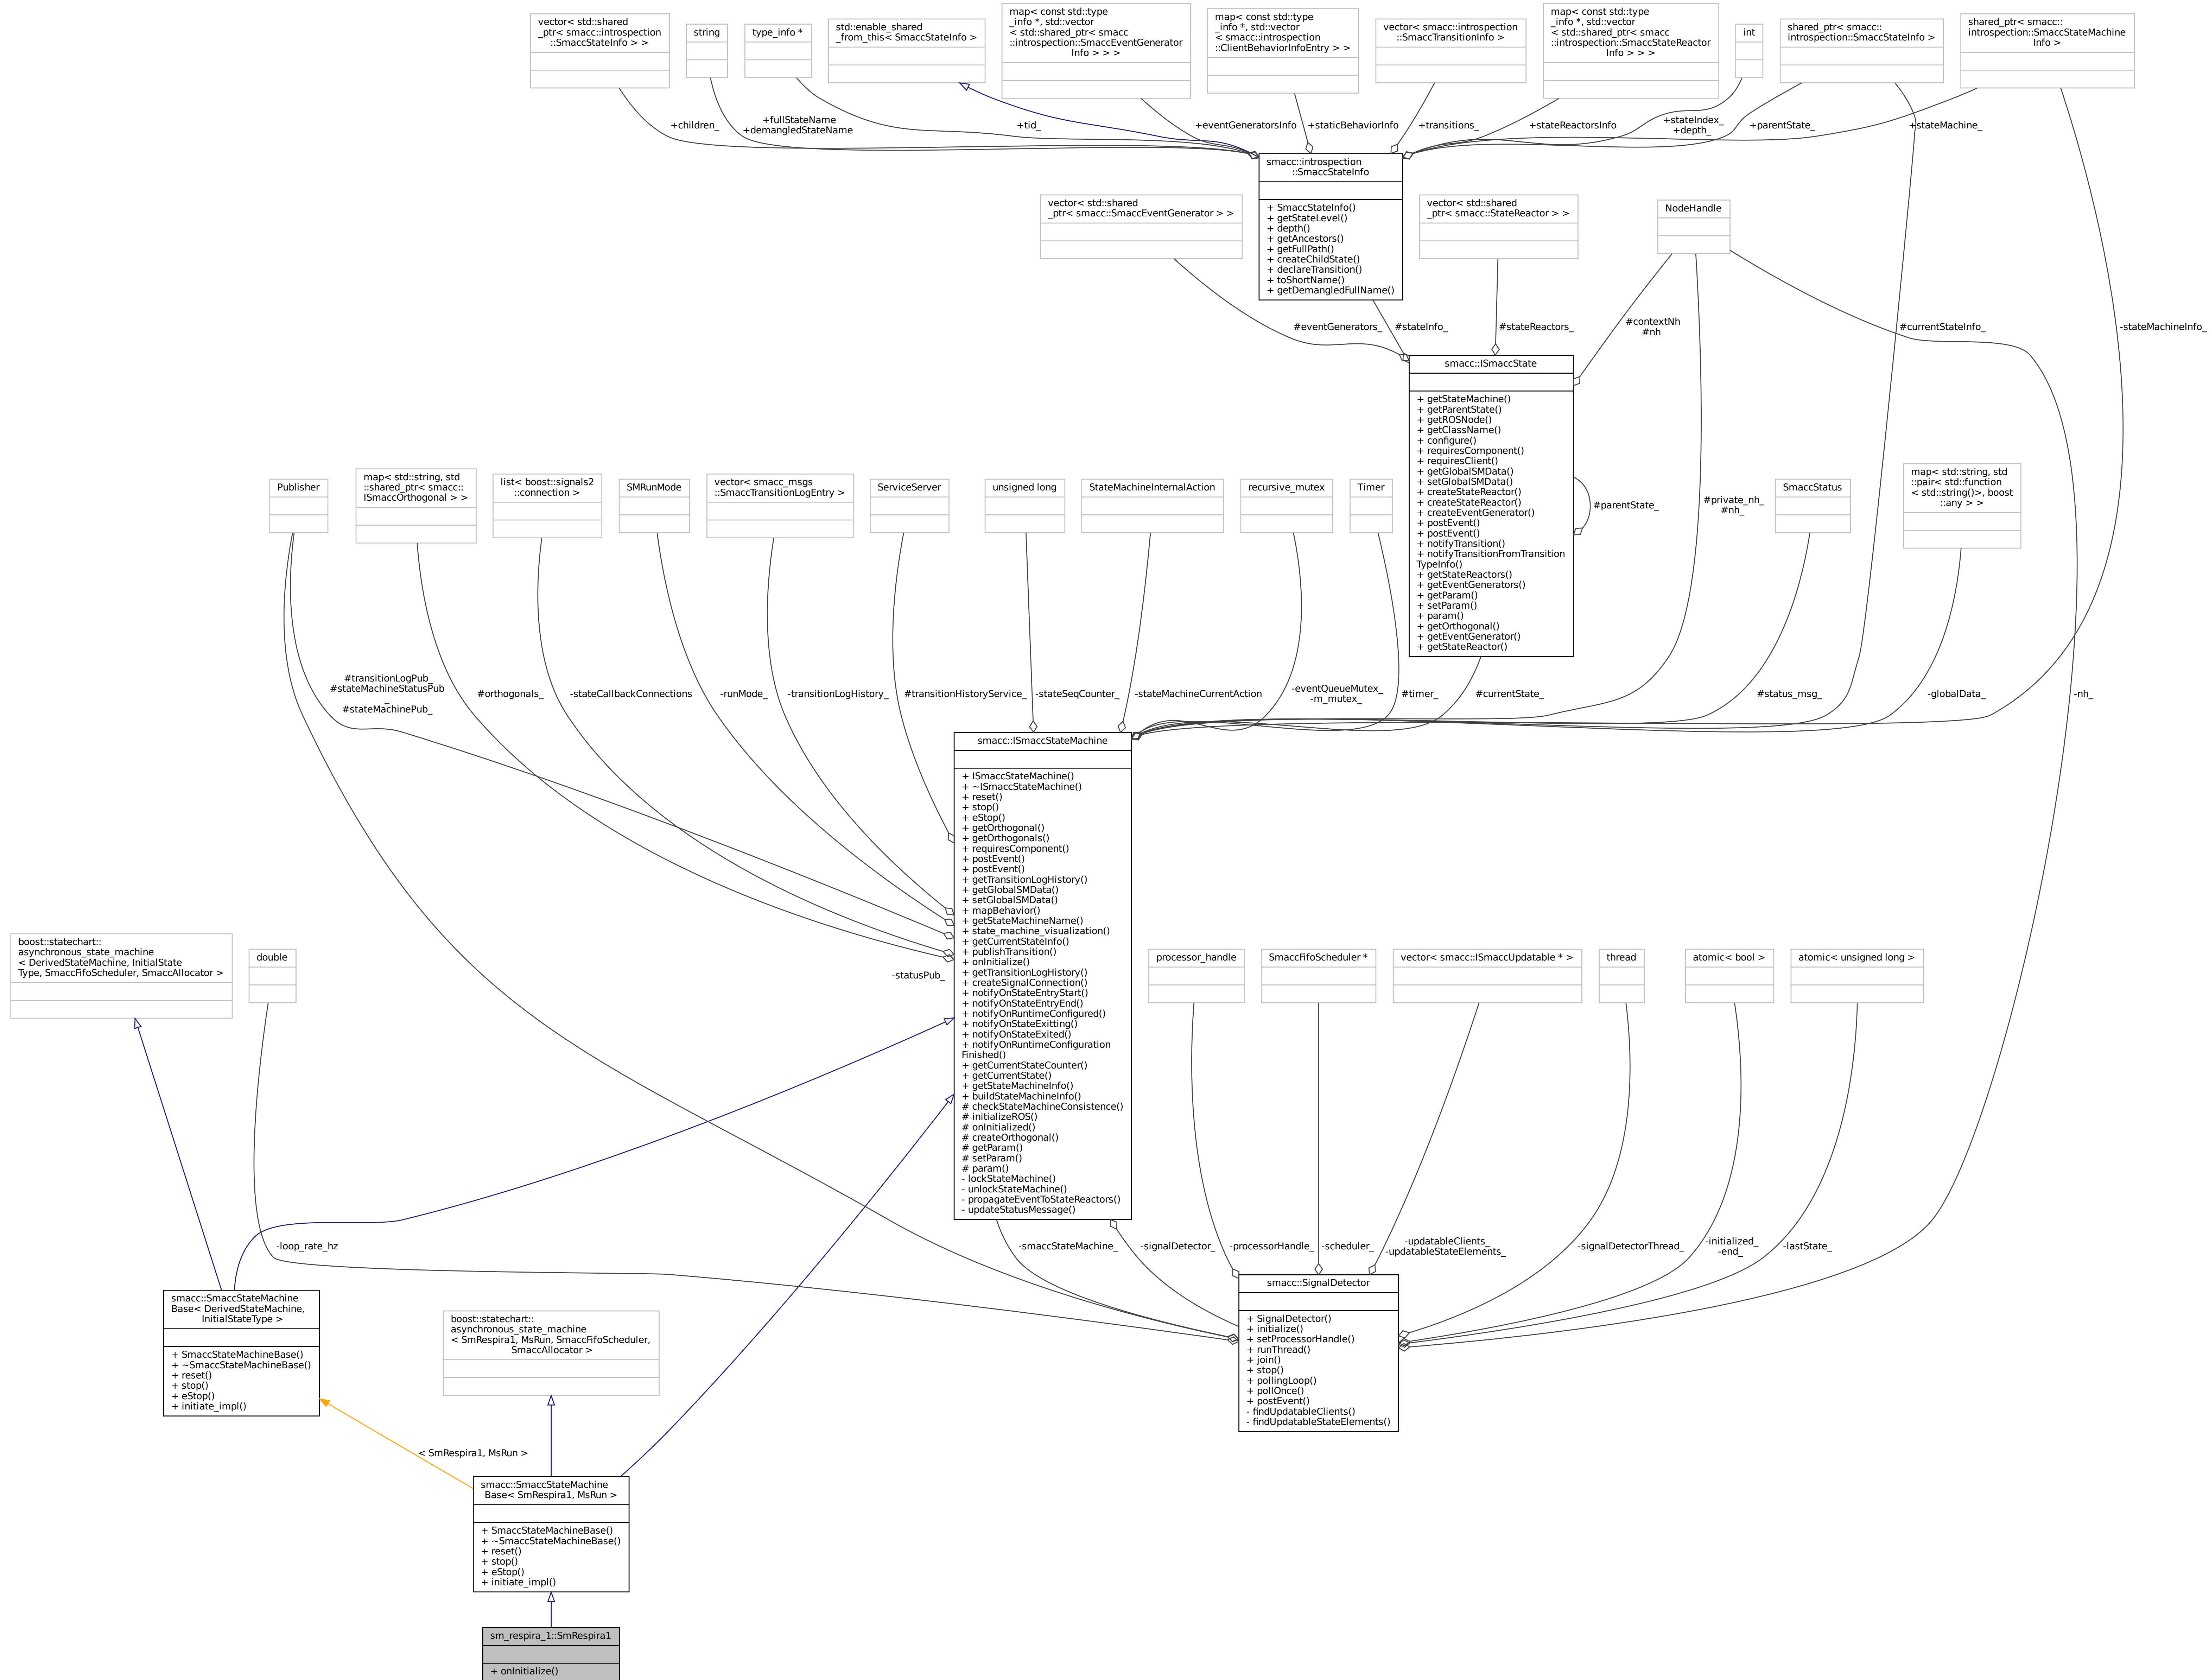 vector< std::shared
_ptr< smacc::introspection
::SmaccStateInfo > >
string
type_info *
std::enable_shared
_from_this< SmaccStateInfo >
map< const std::type
_info *, std::vector
< std::shared_ptr< smacc
::introspection::SmaccEventGenerator
Info > > >
map< const std::type
_info *, std::vector
< smacc::introspection
::ClientBehaviorInfoEntry > >
vector< smacc::introspection
::SmaccTransitionInfo >
map< const std::type
_info *, std::vector
< std::shared_ptr< smacc
::introspection::SmaccStateReactor
Info > > >
int
shared_ptr< smacc::
introspection::SmaccStateInfo >
shared_ptr< smacc::
introspection::SmaccStateMachine
Info >
+children_
+fullStateName
+demangledStateName
+tid_
+eventGeneratorsInfo
+staticBehaviorInfo
+transitions_
+stateReactorsInfo
+stateIndex_
+depth_
+parentState_
+stateMachine_
smacc::introspection
::SmaccStateInfo
+ SmaccStateInfo()
+ getStateLevel()
+ depth()
+ getAncestors()
+ getFullPath()
+ createChildState()
+ declareTransition()
+ toShortName()
+ getDemangledFullName()
vector< std::shared
_ptr< smacc::SmaccEventGenerator > >
vector< std::shared
_ptr< smacc::StateReactor > >
NodeHandle
#eventGenerators_
#stateInfo_
#stateReactors_
#contextNh
#nh
#currentStateInfo_
-stateMachineInfo_
smacc::ISmaccState
+ getStateMachine()
+ getParentState()
+ getROSNode()
+ getClassName()
+ configure()
+ requiresComponent()
+ requiresClient()
+ getGlobalSMData()
+ setGlobalSMData()
+ createStateReactor()
+ createStateReactor()
+ createEventGenerator()
+ postEvent()
+ postEvent()
+ notifyTransition()
+ notifyTransitionFromTransition
TypeInfo()
+ getStateReactors()
+ getEventGenerators()
+ getParam()
+ setParam()
+ param()
+ getOrthogonal()
+ getEventGenerator()
+ getStateReactor()
#parentState_
#private_nh_
#nh_
Publisher
map< std::string, std
::shared_ptr< smacc::
ISmaccOrthogonal > >
list< boost::signals2
::connection >
SMRunMode
vector< smacc_msgs
::SmaccTransitionLogEntry >
ServiceServer
unsigned long
StateMachineInternalAction
recursive_mutex
Timer
SmaccStatus
map< std::string, std
::pair< std::function
< std::string()>, boost
::any > >
#transitionLogPub_
#stateMachineStatusPub
_
#stateMachinePub_
#orthogonals_
-stateCallbackConnections
-runMode_
-transitionLogHistory_
#transitionHistoryService_
-stateSeqCounter_
-stateMachineCurrentAction
-eventQueueMutex_
-m_mutex_
#timer_
#currentState_
#status_msg_
-globalData_
-nh_
smacc::ISmaccStateMachine
+ ISmaccStateMachine()
+ ~ISmaccStateMachine()
+ reset()
+ stop()
+ eStop()
+ getOrthogonal()
+ getOrthogonals()
+ requiresComponent()
+ postEvent()
+ postEvent()
+ getTransitionLogHistory()
+ getGlobalSMData()
+ setGlobalSMData()
+ mapBehavior()
+ getStateMachineName()
+ state_machine_visualization()
+ getCurrentStateInfo()
+ publishTransition()
+ onInitialize()
+ getTransitionLogHistory()
+ createSignalConnection()
+ notifyOnStateEntryStart()
+ notifyOnStateEntryEnd()
+ notifyOnRuntimeConfigured()
+ notifyOnStateExitting()
+ notifyOnStateExited()
+ notifyOnRuntimeConfiguration
Finished()
+ getCurrentStateCounter()
+ getCurrentState()
+ getStateMachineInfo()
+ buildStateMachineInfo()
# checkStateMachineConsistence()
# initializeROS()
# onInitialized()
# createOrthogonal()
# getParam()
# setParam()
# param()
- lockStateMachine()
- unlockStateMachine()
- propagateEventToStateReactors()
- updateStatusMessage()
boost::statechart::
asynchronous_state_machine
< DerivedStateMachine, InitialState
Type, SmaccFifoScheduler, SmaccAllocator >
double
-statusPub_
processor_handle
SmaccFifoScheduler *
vector< smacc::ISmaccUpdatable * >
thread
atomic< bool >
atomic< unsigned long >
-loop_rate_hz
-smaccStateMachine_
-signalDetector_
-processorHandle_
-scheduler_
-updatableClients_
-updatableStateElements_
-signalDetectorThread_
-initialized_
-end_
-lastState_
smacc::SmaccStateMachine
Base< DerivedStateMachine,
InitialStateType >
+ SmaccStateMachineBase()
+ ~SmaccStateMachineBase()
+ reset()
+ stop()
+ eStop()
+ initiate_impl()
boost::statechart::
asynchronous_state_machine
< SmRespira1, MsRun, SmaccFifoScheduler,
SmaccAllocator >
smacc::SignalDetector
+ SignalDetector()
+ initialize()
+ setProcessorHandle()
+ runThread()
+ join()
+ stop()
+ pollingLoop()
+ pollOnce()
+ postEvent()
- findUpdatableClients()
- findUpdatableStateElements()
< SmRespira1, MsRun >
smacc::SmaccStateMachine
Base< SmRespira1, MsRun >
+ SmaccStateMachineBase()
+ ~SmaccStateMachineBase()
+ reset()
+ stop()
+ eStop()
+ initiate_impl()
sm_respira_1::SmRespira1
+ onInitialize()